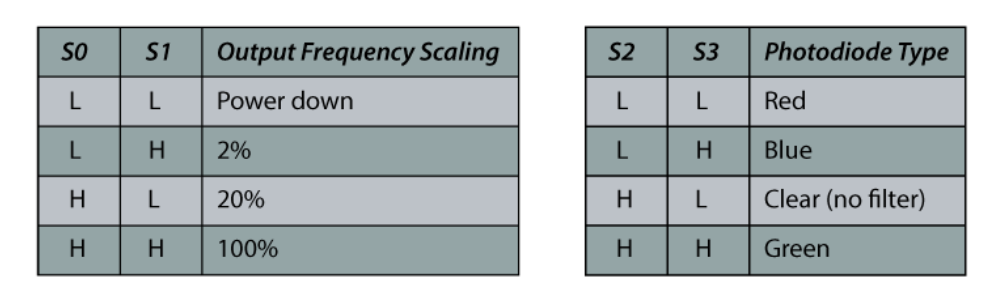 S0 S1 Output Frequency Scaling
L L Power down
L H 2%
H L 20%
H H 100%
S2 S3 Photodiode Type
L L Red
L H Blue
H L Clear (no filter)
H H Green